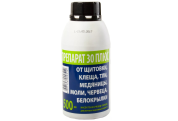 ПРЕПАРАТ 30 ПЛЮС
ОТ ЩИТОВКИ,
КЛЕЩА, ТЛИ,
МЕДЯНИЦЫ,
МОЛИ, ЧЕРВЕЦА,
БЕЛОКРЫЛКИ
500